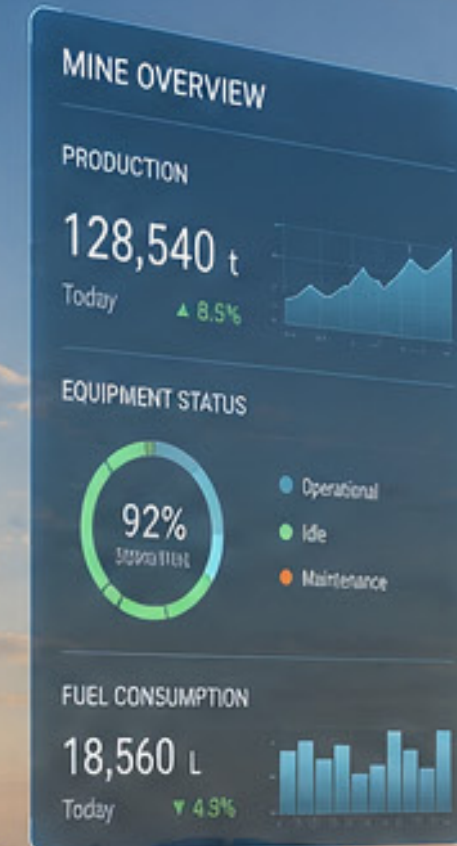 MINE OVERVIEW
PRODUCTION
128,540 t
Today ▲ 8.5%
EQUIPMENT STATUS
92%
Operational
Idle
Maintenance
FUEL CONSUMPTION
18,560 L
Today ▼ 4.9%